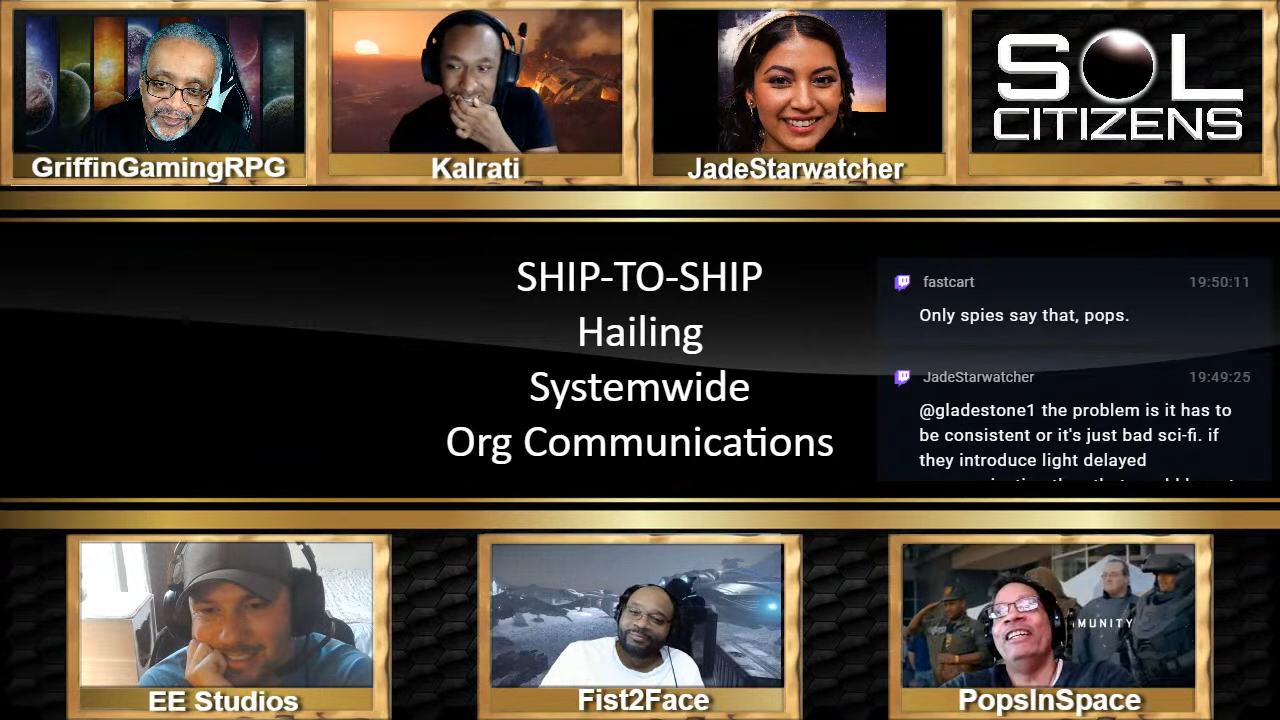 SOL
CITIZENS
GriffinGamingRPG
Kalrati
JadeStarwatcher
SHIP-TO-SHIP
Hailing
Systemwide
Org Communications
fastcart 19:50:11
Only spies say that, pops.
JadeStarwatcher 19:49:25
@gladestone1 the problem is it has to
be consistent or it's just bad sci-fi. if
they introduce light delayed
MUNITY
EE Studios
Fist2Face
PopsInSpace